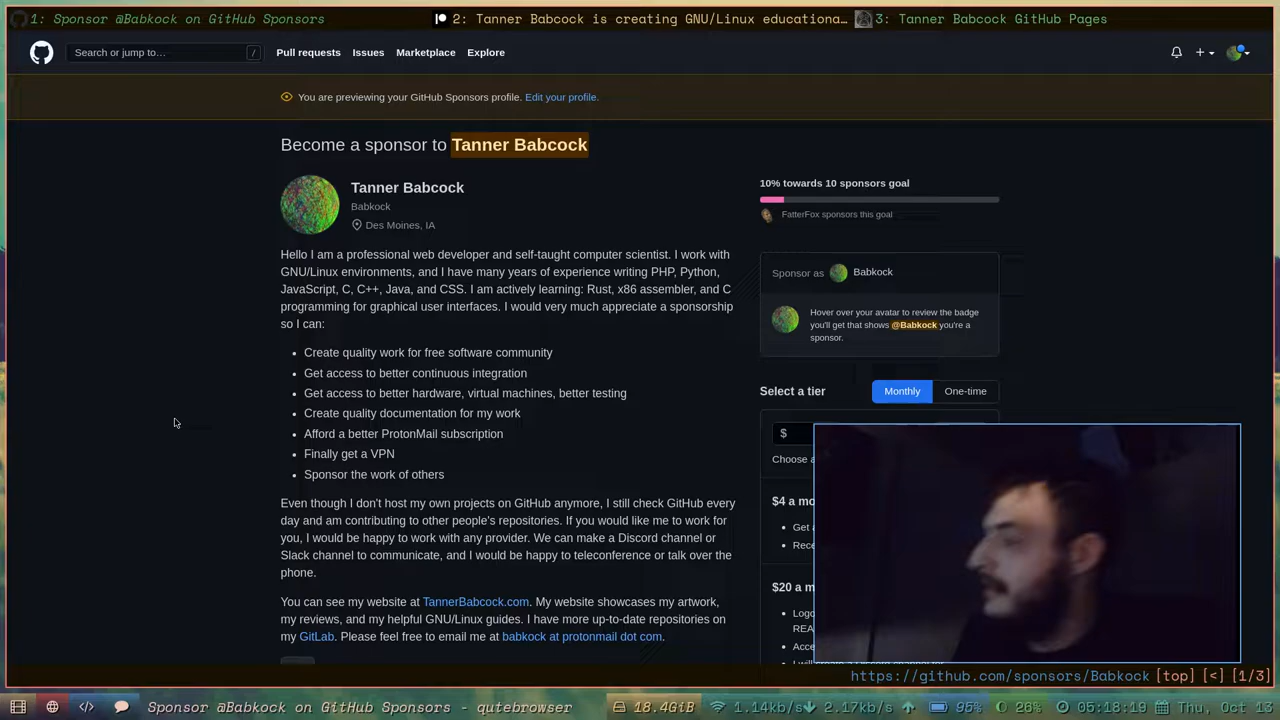 1: Sponsor @Babkock on GitHub Sponsors
2: Tanner Babcock is creating GNU/Linux educationa…
3: Tanner Babcock GitHub Pages
Search or jump to…
/
Pull requests
Issues
Marketplace
Explore
You are previewing your GitHub Sponsors profile. Edit your profile.
Become a sponsor to Tanner Babcock
Tanner Babcock
Babkock
Des Moines, IA
Hello I am a professional web developer and self-taught computer scientist. I work with
GNU/Linux environments, and I have many years of experience writing PHP, Python,
JavaScript, C, C++, Java, and CSS. I am actively learning: Rust, x86 assembler, and C
programming for graphical user interfaces. I would very much appreciate a sponsorship
so I can:
• Create quality work for free software community
• Get access to better continuous integration
• Get access to better hardware, virtual machines, better testing
• Create quality documentation for my work
• Afford a better ProtonMail subscription
• Finally get a VPN
• Sponsor the work of others
Even though I don't host my own projects on GitHub anymore, I still check GitHub every
day and am contributing to other people's repositories. If you would like me to work for
you, I would be happy to work with any provider. We can make a Discord channel or
Slack channel to communicate, and I would be happy to teleconference or talk over the
phone.
You can see my website at TannerBabcock.com. My website showcases my artwork,
my reviews, and my helpful GNU/Linux guides. I have more up-to-date repositories on
my GitLab. Please feel free to email me at babkock at protonmail dot com.
10% towards 10 sponsors goal
FatterFox sponsors this goal
Sponsor as Babkock
Hover over your avatar to review the badge
you'll get that shows @Babkock you're a
sponsor.
Select a tier
Monthly
One-time
$
Choose a
$4 a mo
• Get
• Rece
$20 a m
• Logo
REA
• Acce
https://github.com/sponsors/Babkock [top] [<] [1/3]
Sponsor @Babkock on GitHub Sponsors - qutebrowser
18.4GiB
1.14kb/s
2.17kb/s
95%
26%
05:18:19
Thu, Oct 13